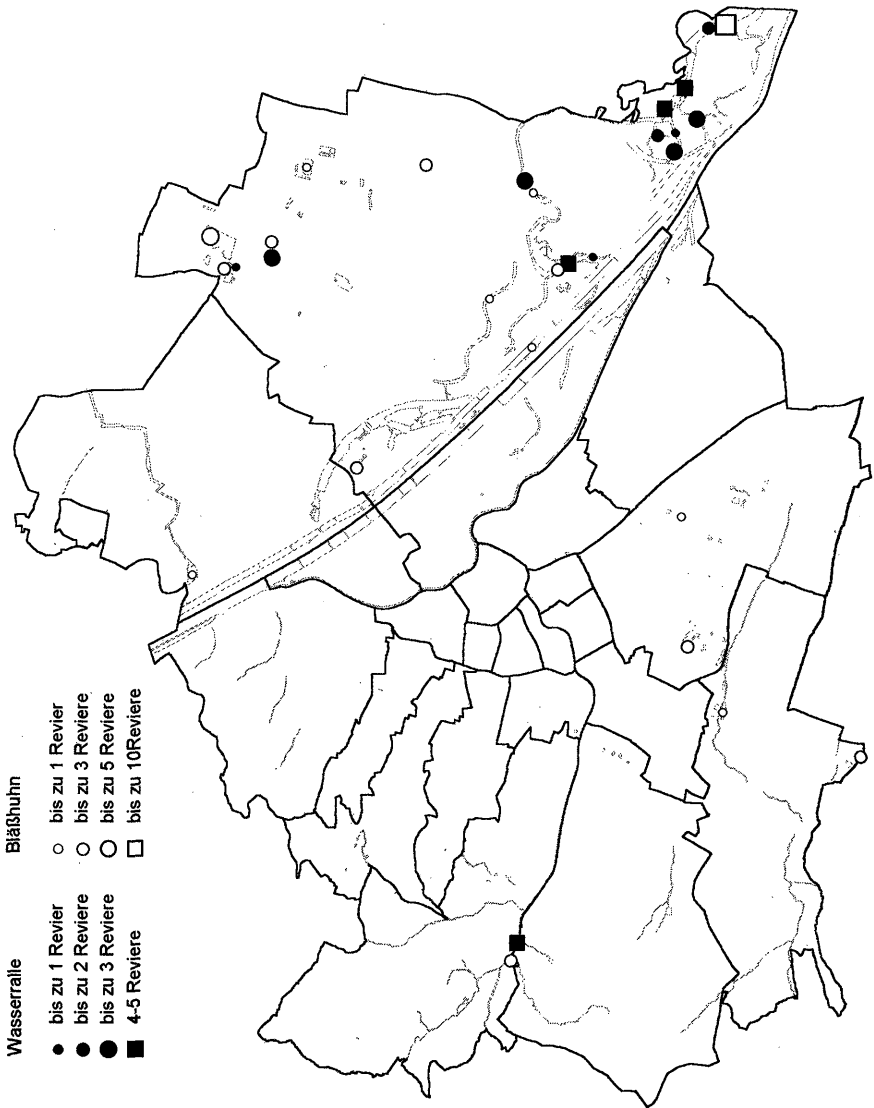 Wasserralle
bis zu 1 Revier
bis zu 2 Reviere
bis zu 3 Reviere
4-5 Reviere
Bläßhuhn
bis zu 1 Revier
bis zu 3 Reviere
bis zu 5 Reviere
bis zu 10Reviere